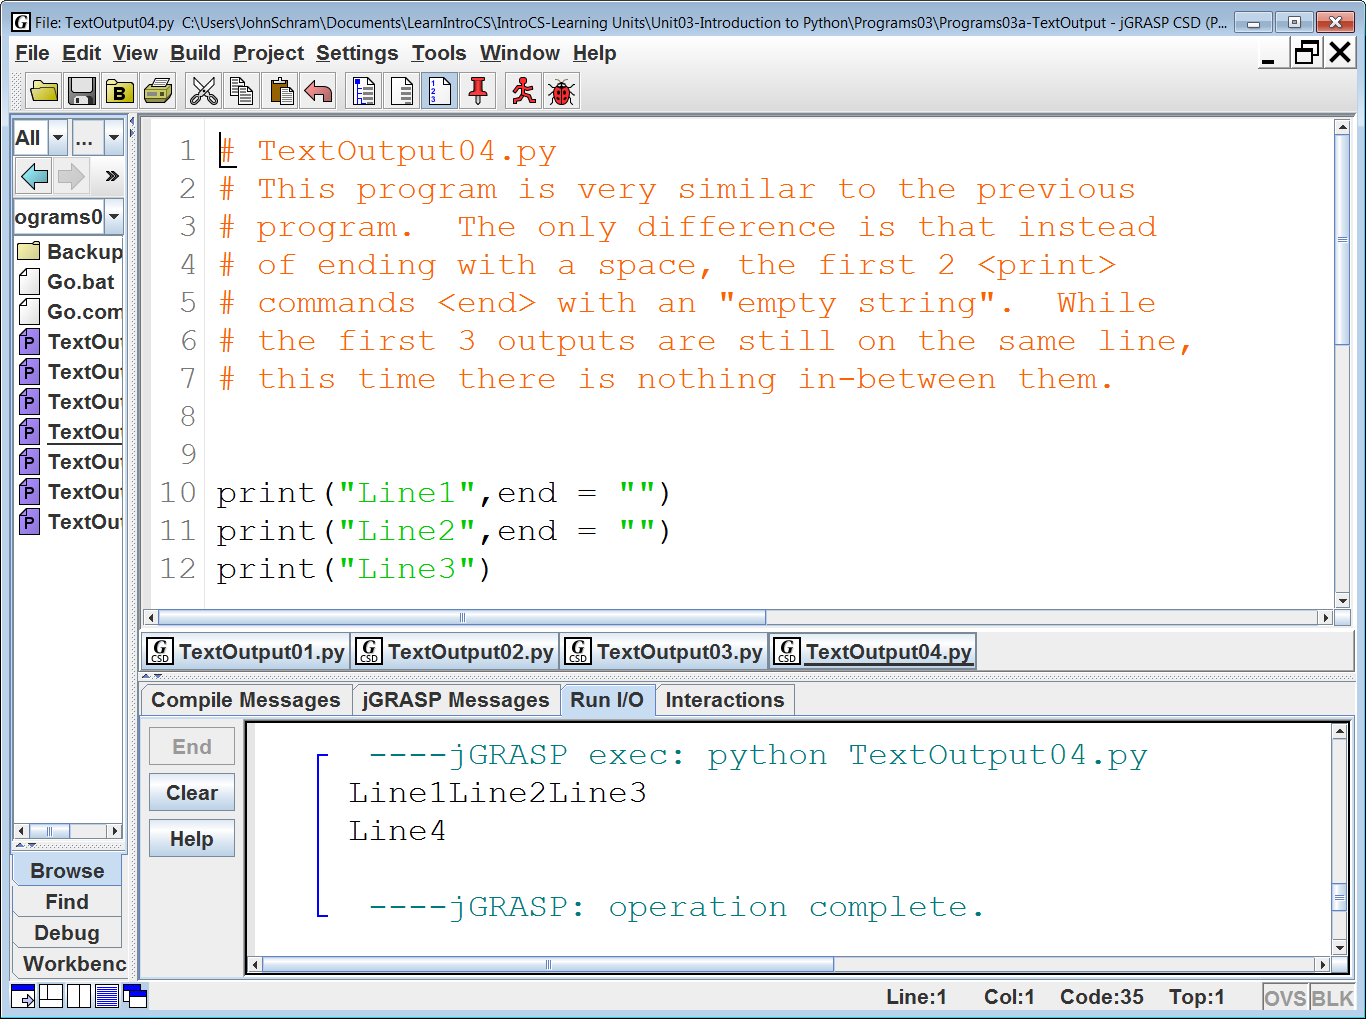 File: TextOutput04.py C:\Users\JohnSchram\Documents\LearnIntroCS\IntroCS-Learning Units\Unit03-Introduction to Python\Programs03\Programs03a-TextOutput - jGRASP CSD (P...
File Edit View Build Project Settings Tools Window Help
All ...
ograms0
Backup
Go.bat
Go.com
TextOu
TextOu
TextOu
TextOu
TextOu
TextOu
TextOu
Browse
Find
Debug
Workbenc
1 # TextOutput04.py
2 # This program is very similar to the previous
3 # program.  The only difference is that instead
4 # of ending with a space, the first 2 <print>
5 # commands <end> with an "empty string".  While
6 # the first 3 outputs are still on the same line,
7 # this time there is nothing in-between them.
8
9
10 print("Line1",end = "")
11 print("Line2",end = "")
12 print("Line3")
TextOutput01.py TextOutput02.py TextOutput03.py TextOutput04.py
Compile Messages jGRASP Messages Run I/O Interactions
End
Clear
Help
----jGRASP exec: python TextOutput04.py
Line1Line2Line3
Line4
----jGRASP: operation complete.
Line:1 Col:1 Code:35 Top:1 OVS BLK